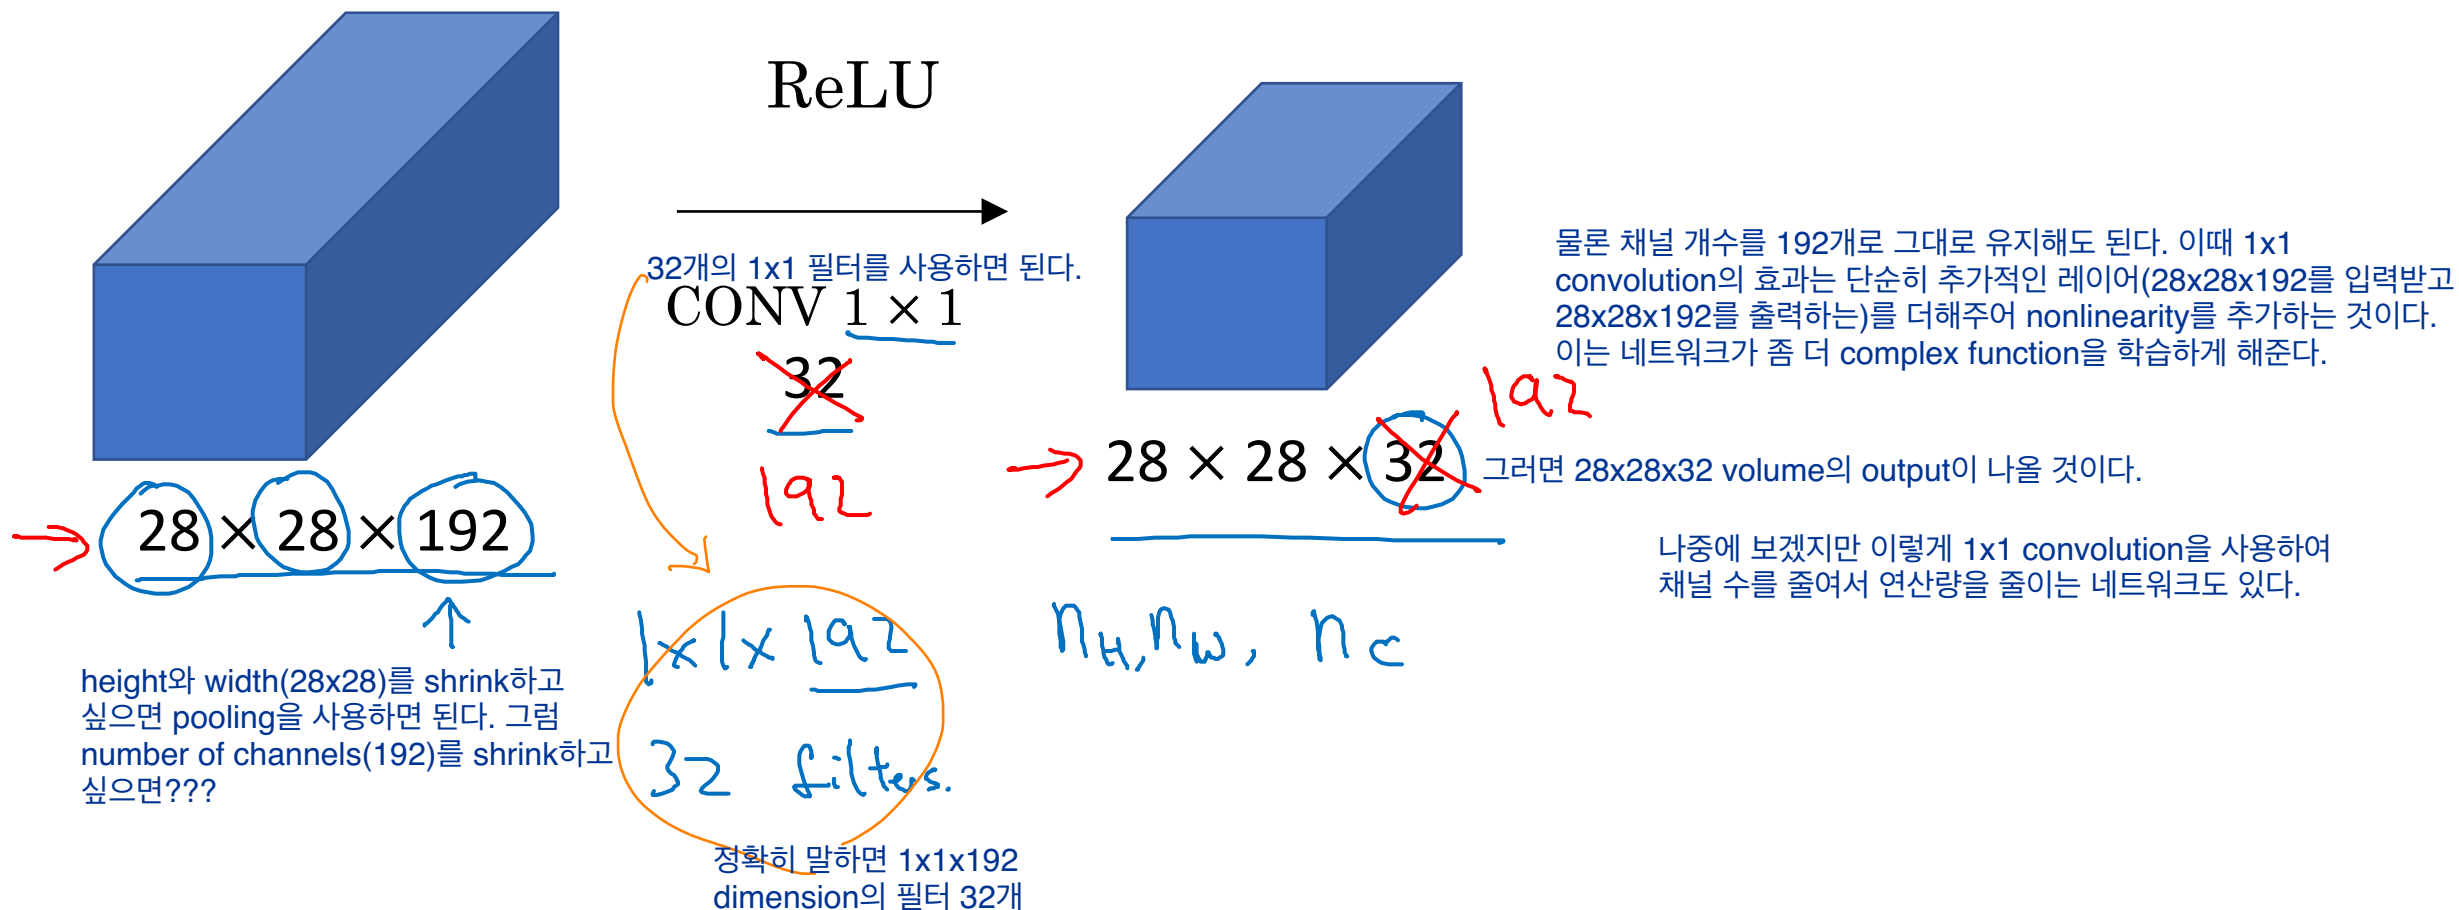 ReLU
32개의 1x1 필터를 사용하면 된다.
CONV 1 × 1
32
192
28 × 28 × 192
height와 width(28x28)를 shrink하고
싶으면 pooling을 사용하면 된다. 그럼
number of channels(192)를 shrink하고
싶으면???
1x1x 192
32 filters.
정확히 말하면 1x1x192
dimension의 필터 32개
물론 채널 개수를 192개로 그대로 유지해도 된다. 이때 1x1
convolution의 효과는 단순히 추가적인 레이어(28x28x192를 입력받고
28x28x192를 출력하는)를 더해주어 nonlinearity를 추가하는 것이다.
이는 네트워크가 좀 더 complex function을 학습하게 해준다.
192
28 × 28 × 32
그러면 28x28x32 volume의 output이 나올 것이다.
나중에 보겠지만 이렇게 1x1 convolution을 사용하여
채널 수를 줄여서 연산량을 줄이는 네트워크도 있다.
nH, nW, nC